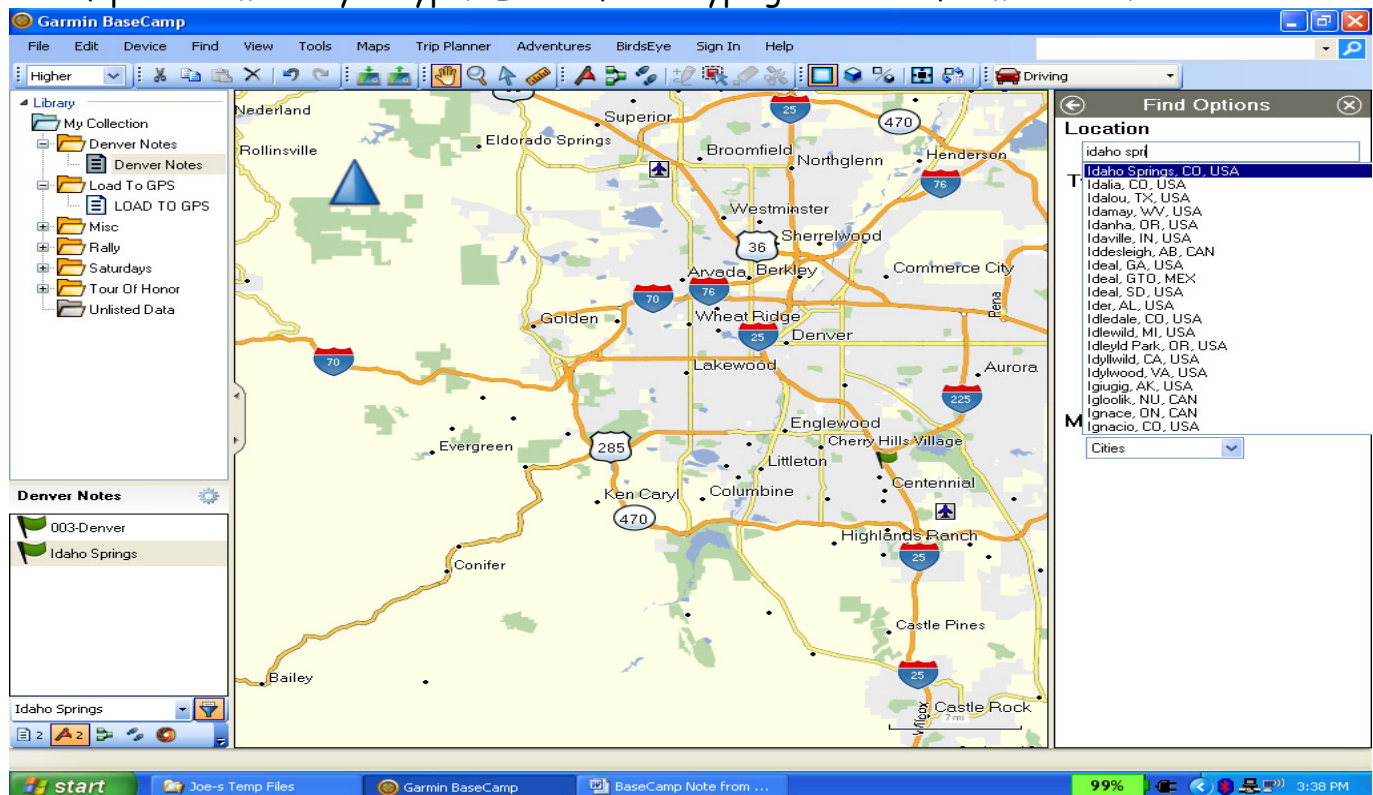 Garmin BaseCamp
File Edit Device Find View Tools Maps Trip Planner Adventures BirdsEye Sign In Help
Higher
Driving
Library
My Collection
Denver Notes
Denver Notes
Load To GPS
LOAD TO GPS
Misc
Rally
Saturdays
Tour Of Honor
Unlisted Data
Denver Notes
003-Denver
Idaho Springs
Idaho Springs
2 2
Nederland
Superior
25
470
Rollinsville
Eldorado Springs
Broomfield
Northglenn
Henderson
76
Westminster
36
Sherrelwood
Arvada
Berkley
Commerce City
70
76
Rena
Golden
Wheat Ridge
25
Denver
70
Lakewood
Aurora
225
Englewood
Cherry Hills Village
Evergreen
285
Littleton
Centennial
Ken Caryl
Columbine
470
Highlands Ranch
25
Conifer
Castle Pines
25
Bailey
Castle Rock
Wilcox
7 mi
Find Options
Location
idaho spri
Idaho Springs, CO, USA
Idalia, CO, USA
Idalou, TX, USA
Idamay, WV, USA
Idanha, OR, USA
Idaville, IN, USA
Iddesleigh, AB, CAN
Ideal, GA, USA
Ideal, GTO, MEX
Ideal, SD, USA
Ider, AL, USA
Idledale, CO, USA
Idlewild, MI, USA
Idleyld Park, OR, USA
Idyllwild, CA, USA
Idylwood, VA, USA
Igiugig, AK, USA
Igloolik, NU, CAN
Ignace, ON, CAN
Ignacio, CO, USA
Cities
start
Joe-s Temp Files
Garmin BaseCamp
BaseCamp Note from ...
99%
3:38 PM